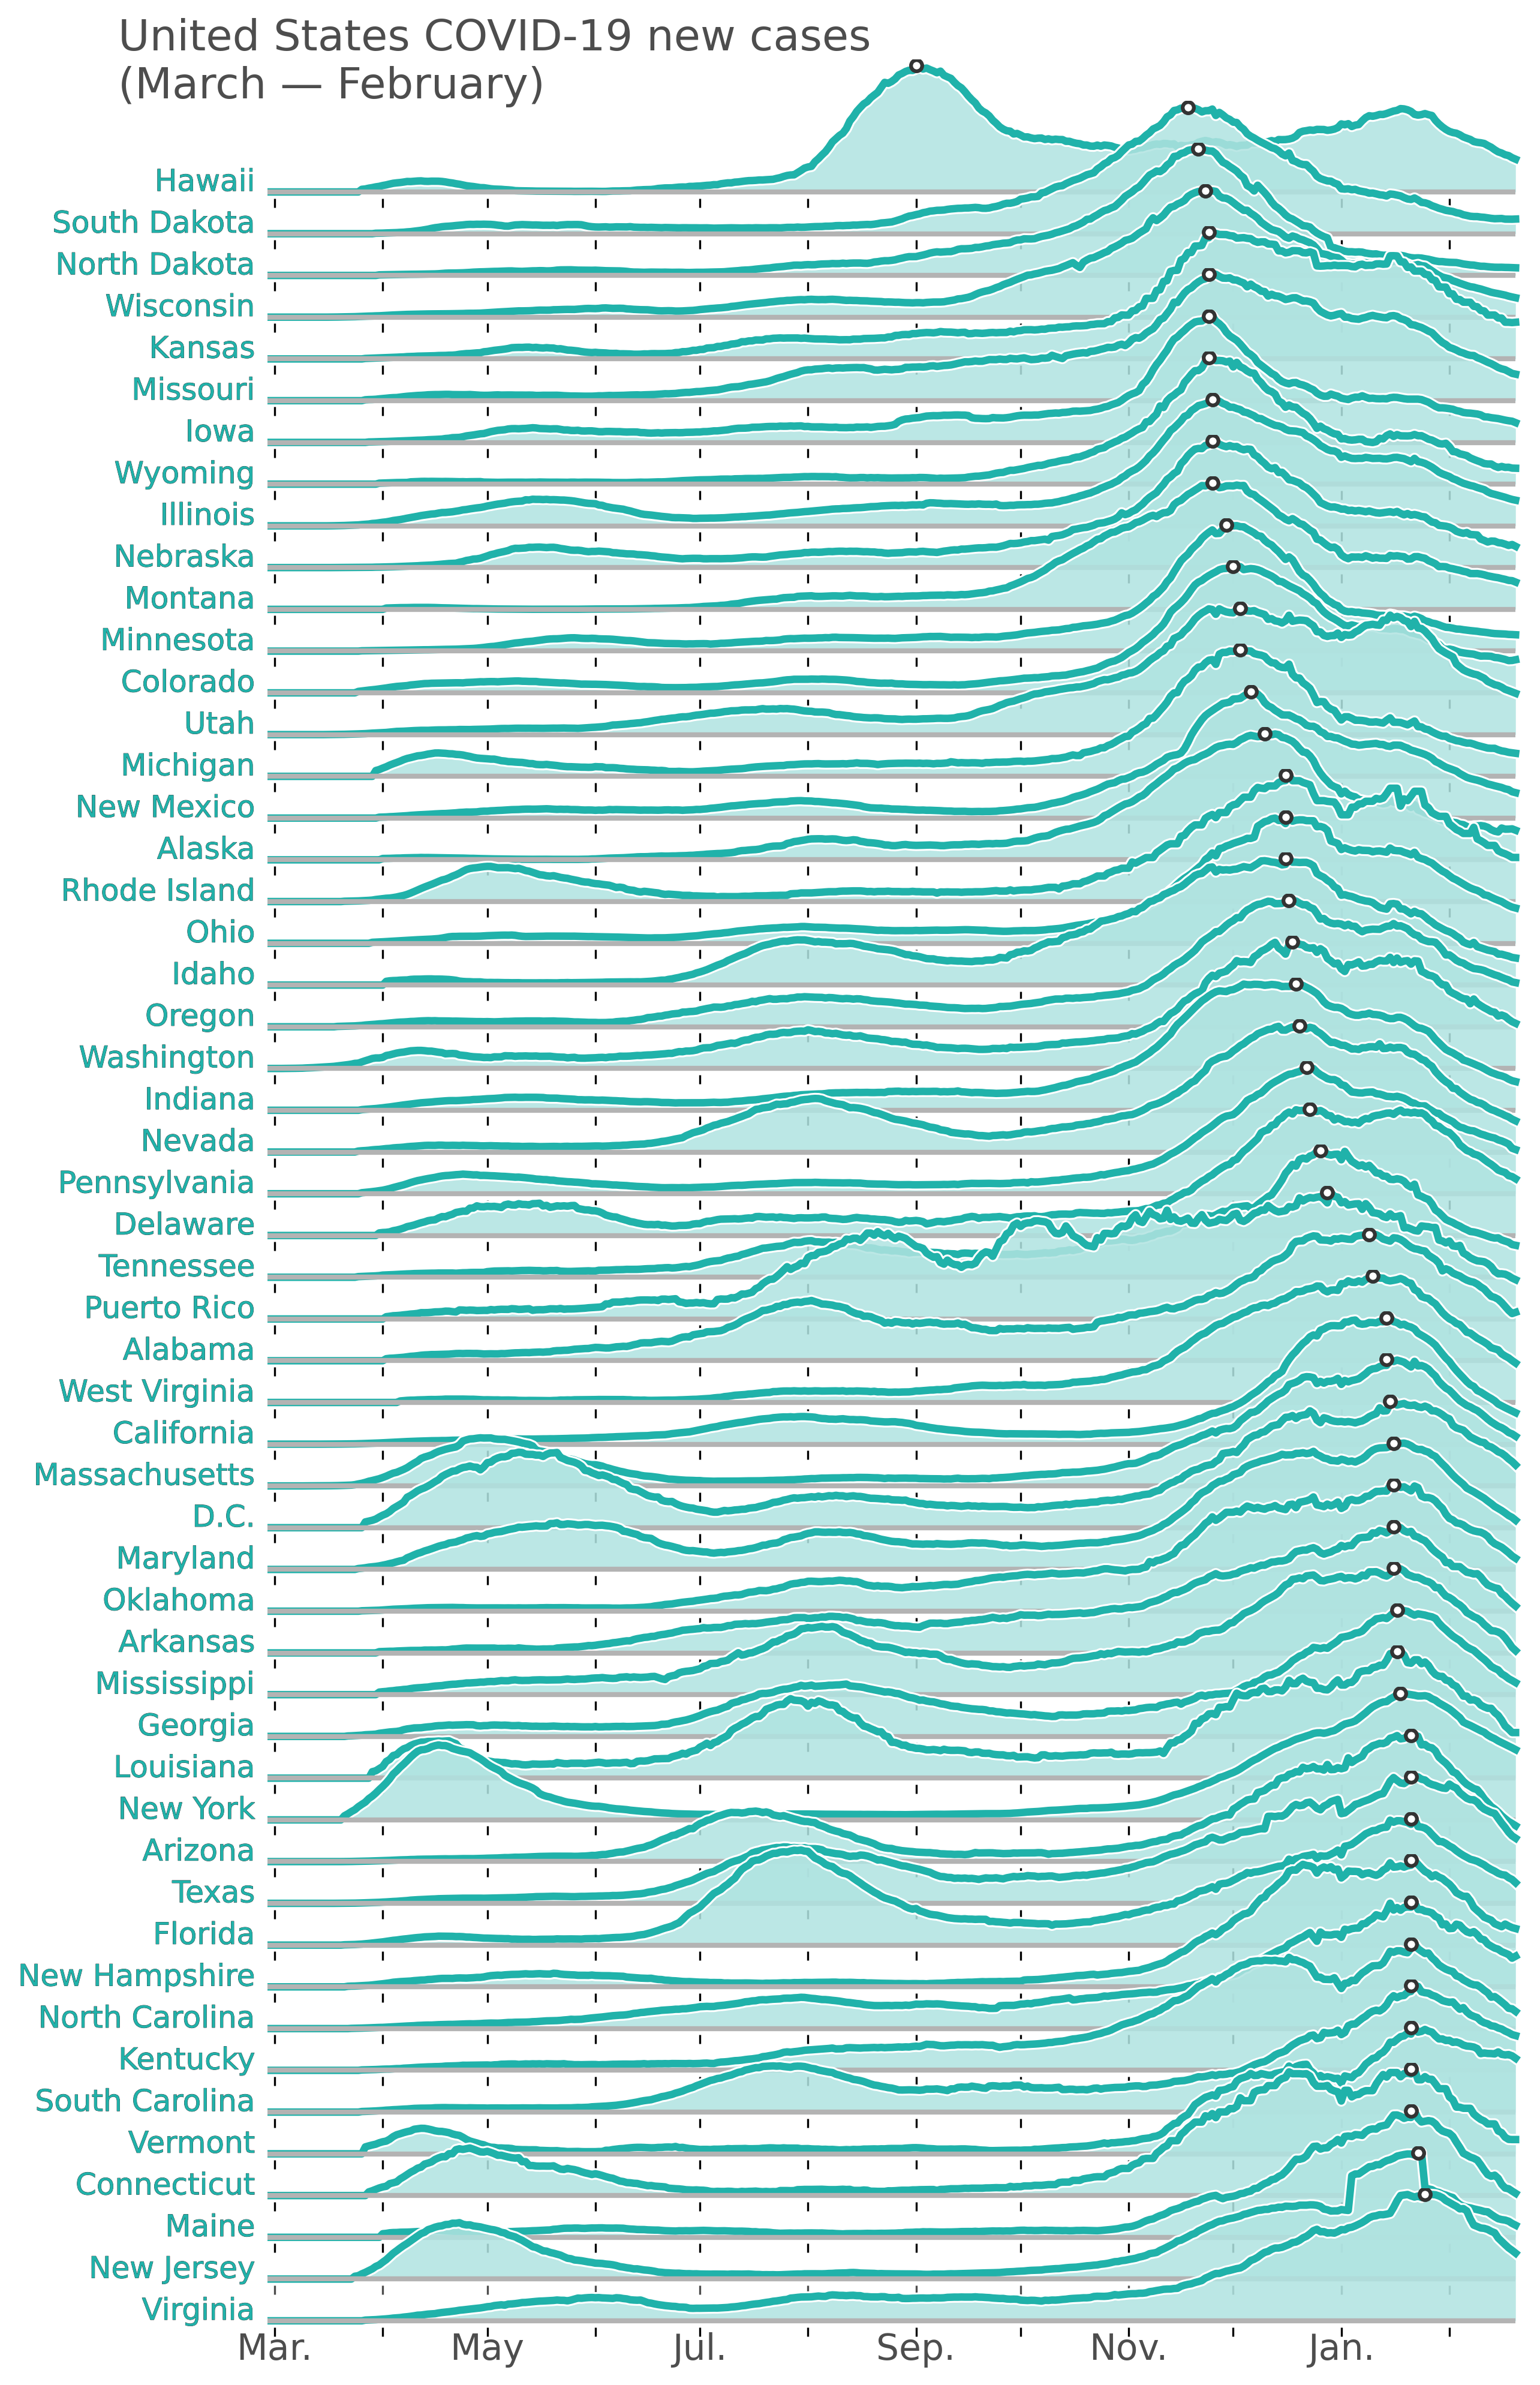 United States COVID-19 new cases
(March — February)
Hawaii
South Dakota
North Dakota
Wisconsin
Kansas
Missouri
Iowa
Wyoming
Illinois
Nebraska
Montana
Minnesota
Colorado
Utah
Michigan
New Mexico
Alaska
Rhode Island
Ohio
Idaho
Oregon
Washington
Indiana
Nevada
Pennsylvania
Delaware
Tennessee
Puerto Rico
Alabama
West Virginia
California
Massachusetts
D.C.
Maryland
Oklahoma
Arkansas
Mississippi
Georgia
Louisiana
New York
Arizona
Texas
Florida
New Hampshire
North Carolina
Kentucky
South Carolina
Vermont
Connecticut
Maine
New Jersey
Virginia
Mar. May Jul. Sep. Nov. Jan.